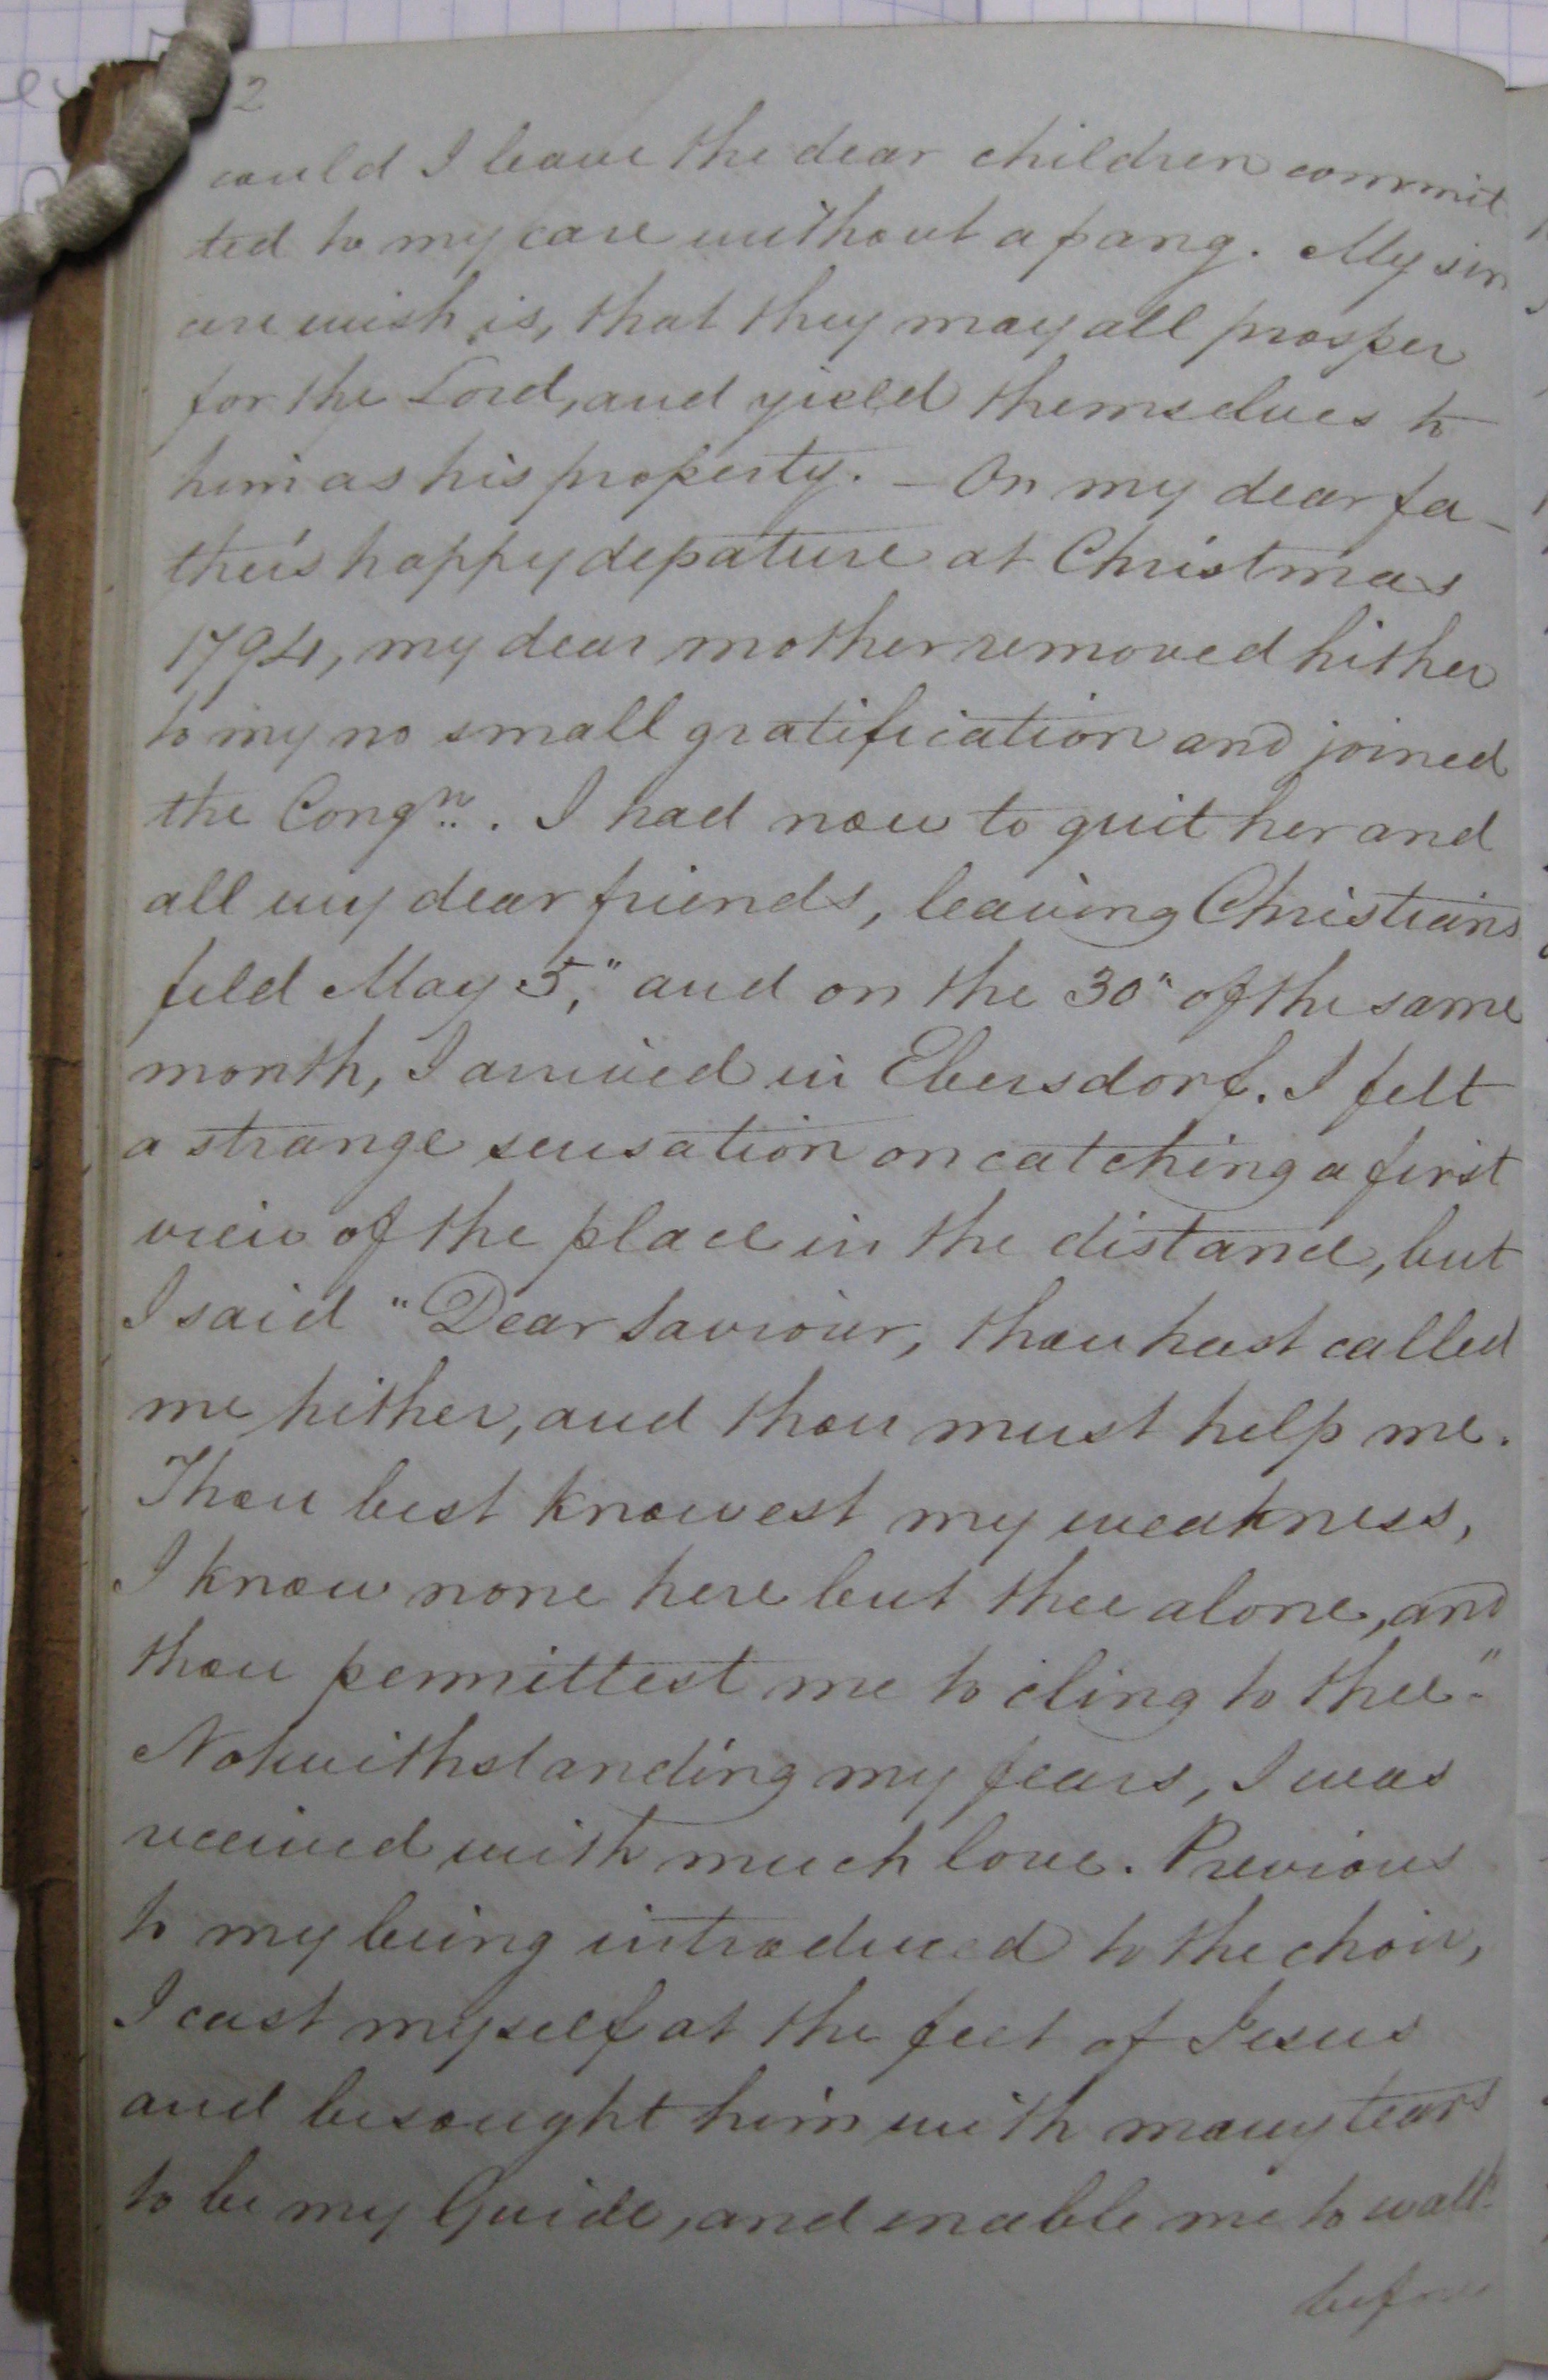 2
could I leave the dear children commit
ted to my care without a pang. My sin
cere wish is, that they may all prosper
for the Lord, and yield themselves to
him as his property. – On my dear fa-
ther's happy depature at Christmas
1794, my dear mother removed hither
to my no small gratification and joined
the Congn. . I had now to quit her and
all my dear friends, leaving Christians
feld May 5," and on the 30" of the same
month, I arrived in Ebersdorf. I felt
a strange sensation on catching a first
view of the place in the distance, but
I said "Dear Saviour, thou hast called
me hither, and thou must help me.
Thou best knowest my weakness,
I know none here but thee alone, and
thou permittest me to cling to thee."
Notwithstanding my fears, I was
received with much love. Previous
to my being introduced to the choir,
I cast myself at the feet of Jesus
and besought him with many tears
to be my Guide, and enable me to walk
before